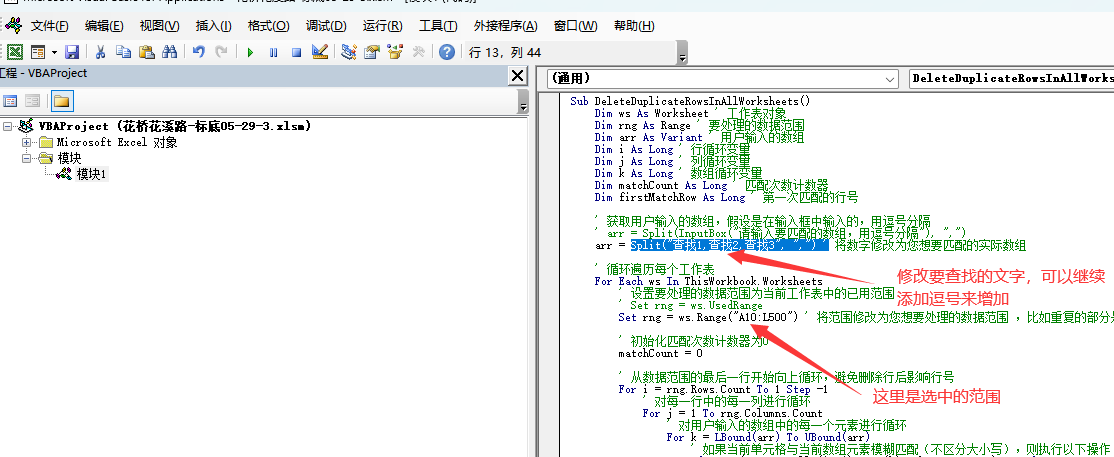 文件(F) 编辑(E) 视图(V) 插入(I) 格式(O) 调试(D) 运行(R) 工具(T) 外接程序(A) 窗口(W) 帮助(H)
行 13, 列 44
工程 - VBAProject
(通用)
DeleteDuplicateRowsInAllWorks
VBAProject (花桥花溪路-标底05-29-3.xlsm)
Microsoft Excel 对象
模块
模块1
Sub DeleteDuplicateRowsInAllWorksheets()
Dim ws As Worksheet ' 工作表对象
Dim rng As Range ' 要处理的数据范围
Dim arr As Variant ' 用户输入的数组
Dim i As Long ' 行循环变量
Dim j As Long ' 列循环变量
Dim k As Long ' 数组循环变量
Dim matchCount As Long ' 匹配次数计数器
Dim firstMatchRow As Long ' 第一次匹配的行号
' 获取用户输入的数组，假设是在输入框中输入的，用逗号分隔
' arr = Split(InputBox("请输入要匹配的数组，用逗号分隔"), ",")
arr = Split("查找1,查找2,查找3", ",") ' 将数字修改为您想要匹配的实际数组
' 循环遍历每个工作表
For Each ws In ThisWorkbook.Worksheets
' 设置要处理的数据范围为当前工作表中的已用范围
' Set rng = ws.UsedRange
Set rng = ws.Range("A10:L500") ' 将范围修改为您想要处理的数据范围 ，比如重复的部分是
' 初始化匹配次数计数器为0
matchCount = 0
' 从数据范围的最后一行开始向上循环，避免删除行后影响行号
For i = rng.Rows.Count To 1 Step -1
' 对每一行中的每一列进行循环
For j = 1 To rng.Columns.Count
' 对用户输入的数组中的每一个元素进行循环
For k = LBound(arr) To UBound(arr)
' 如果当前单元格与当前数组元素模糊匹配（不区分大小写），则执行以下操作
修改要查找的文字，可以继续
添加逗号来增加
这里是选中的范围